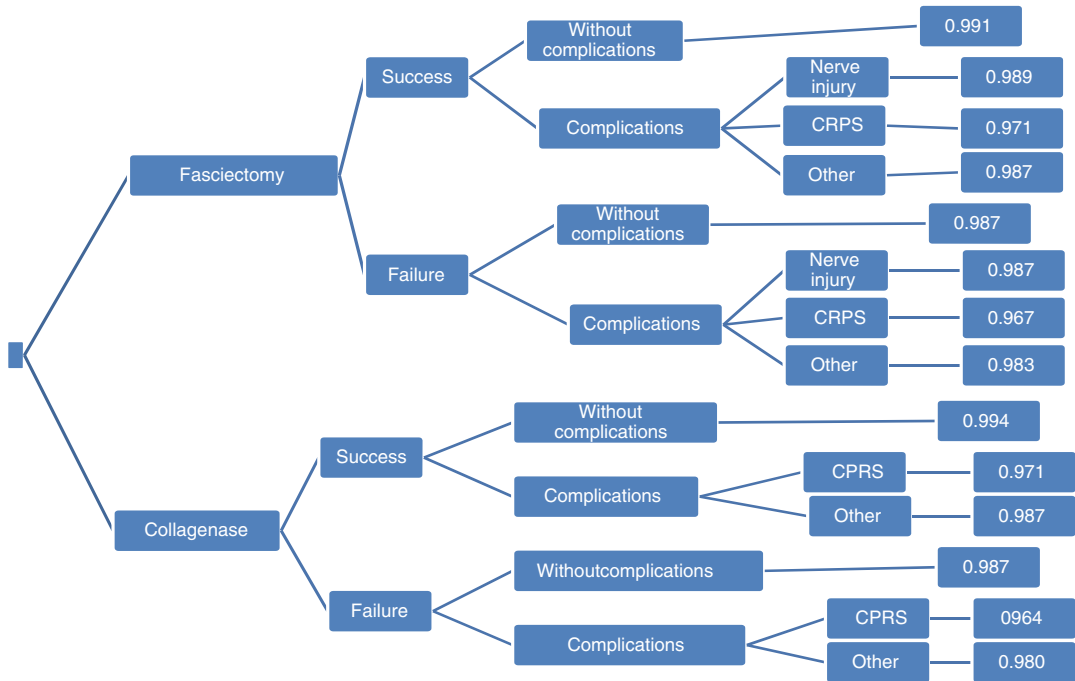 Without
complications
0.991
Success
Nerve
injury
0.989
Complications
CRPS
0.971
Other
0.987
Fasciectomy
Without
complications
0.987
Failure
Nerve
injury
0.987
Complications
CRPS
0.967
Other
0.983
Without
complications
0.994
Success
CPRS
0.971
Complications
Other
0.987
Collagenase
Withoutcomplications
0.987
Failure
CPRS
0964
Complications
Other
0.980